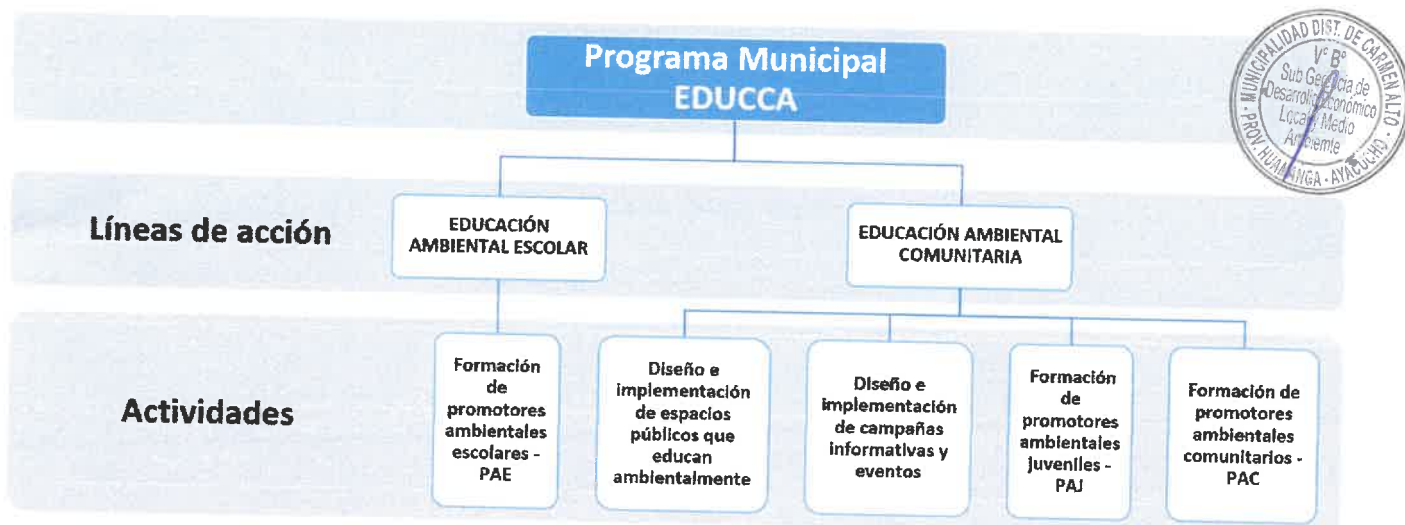 Programa Municipal
EDUCCA
MUNICIPALIDAD DIST. DE CARMEN ALTO
V° B°
Sub Gerencia de
Desarrollo Económico
Local y Medio
Ambiente
PROV. HUAMANGA - AYACUCHO
Líneas de acción
EDUCACIÓN
AMBIENTAL ESCOLAR
EDUCACIÓN AMBIENTAL
COMUNITARIA
Actividades
Formación
de
promotores
ambientales
escolares -
PAE
Diseño e
implementación
de espacios
públicos que
educan
ambientalmente
Diseño e
implementación
de campañas
informativas y
eventos
Formación
de
promotores
ambientales
juveniles -
PAJ
Formación de
promotores
ambientales
comunitarios -
PAC